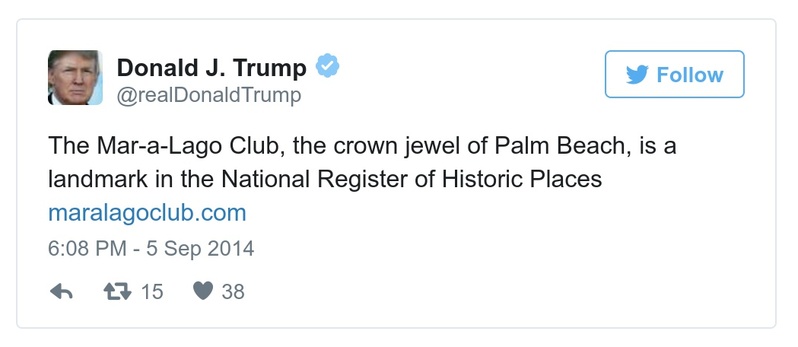 Donald J. Trump
@realDonaldTrump
Follow
The Mar-a-Lago Club, the crown jewel of Palm Beach, is a
landmark in the National Register of Historic Places
maralagoclub.com
6:08 PM - 5 Sep 2014
15 38